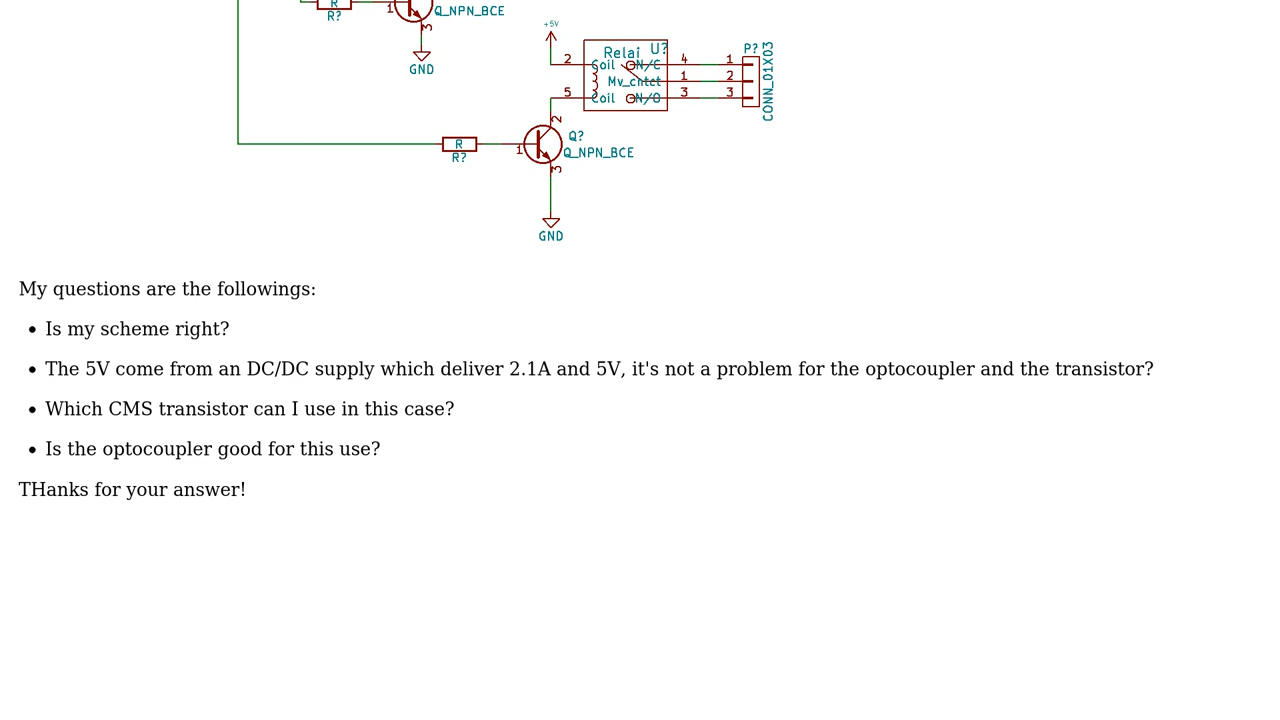 R
R?
1
3
Q_NPN_BCE
GND
+5V
2
Relai U?
Coil N/C
4
1
P?
CONN_01X03
Mv_cntct
1
2
5
Coil N/O
3
3
2
R
R?
1
Q?
Q_NPN_BCE
3
GND
My questions are the followings:
• Is my scheme right?
• The 5V come from an DC/DC supply which deliver 2.1A and 5V, it's not a problem for the optocoupler and the transistor?
• Which CMS transistor can I use in this case?
• Is the optocoupler good for this use?
THanks for your answer!